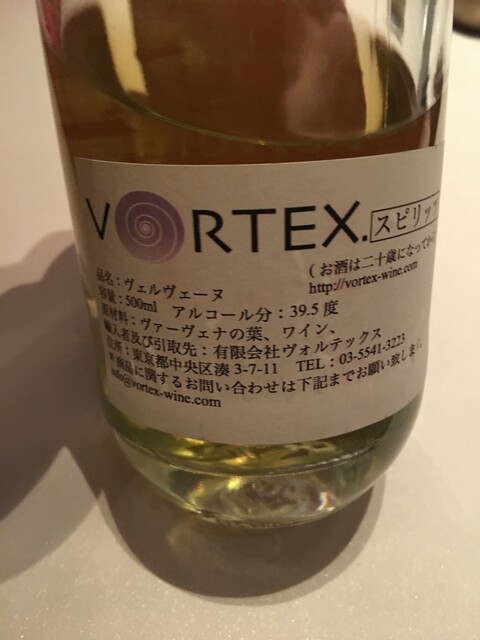 VORTEX. スピリッツ
(お酒は二十歳になってから
http://vortex-wine.com
品名：ヴェルヴェーヌ
容量：500ml アルコール分：39.5 度
原材料：ヴァーヴェナの葉、ワイン、
輸入者及び引取先：有限会社ヴォルテックス
住所：東京都中央区湊 3-7-11 TEL：03-5541-3223
＊商品に関するお問い合わせは下記までお願い致しま
info@vortex-wine.com